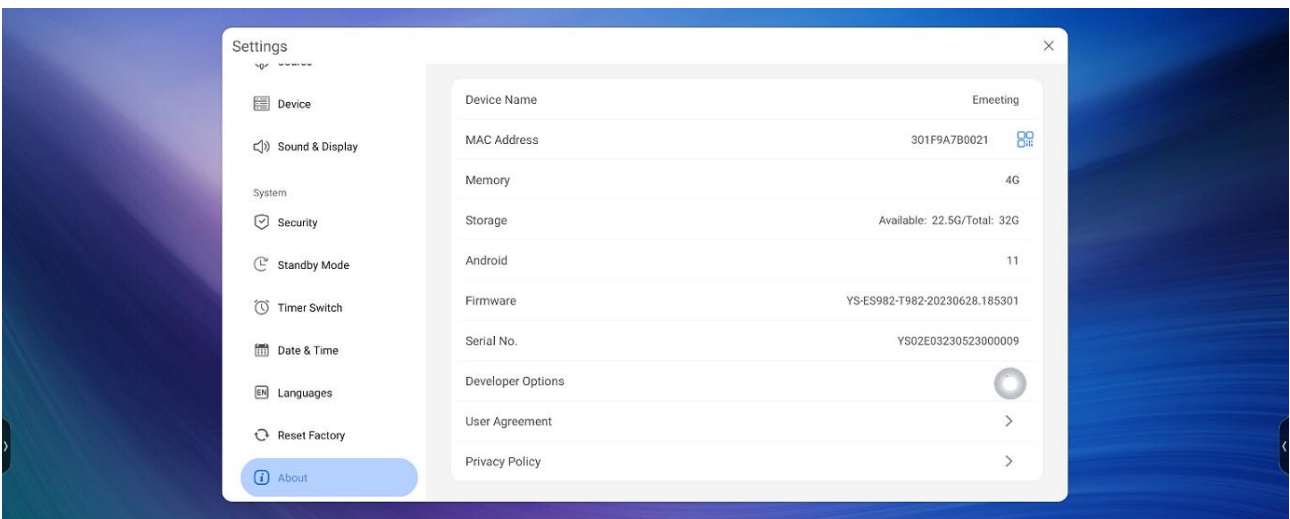 Settings
Device
Sound & Display
System
Security
Standby Mode
Timer Switch
Date & Time
EN Languages
Reset Factory
About
Device Name Emeeting
MAC Address 301F9A7B0021
Memory 4G
Storage Available: 22.5G/Total: 32G
Android 11
Firmware YS-ES982-T982-20230628.185301
Serial No. YS02E03230523000009
Developer Options
User Agreement
Privacy Policy